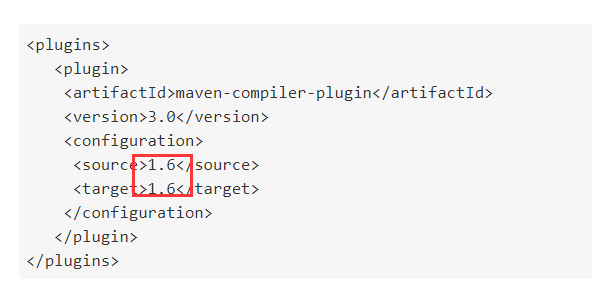 <plugins>
<plugin>
<artifactId>maven-compiler-plugin</artifactId>
<version>3.0</version>
<configuration>
<source>1.6</source>
<target>1.6</target>
</configuration>
</plugin>
</plugins>